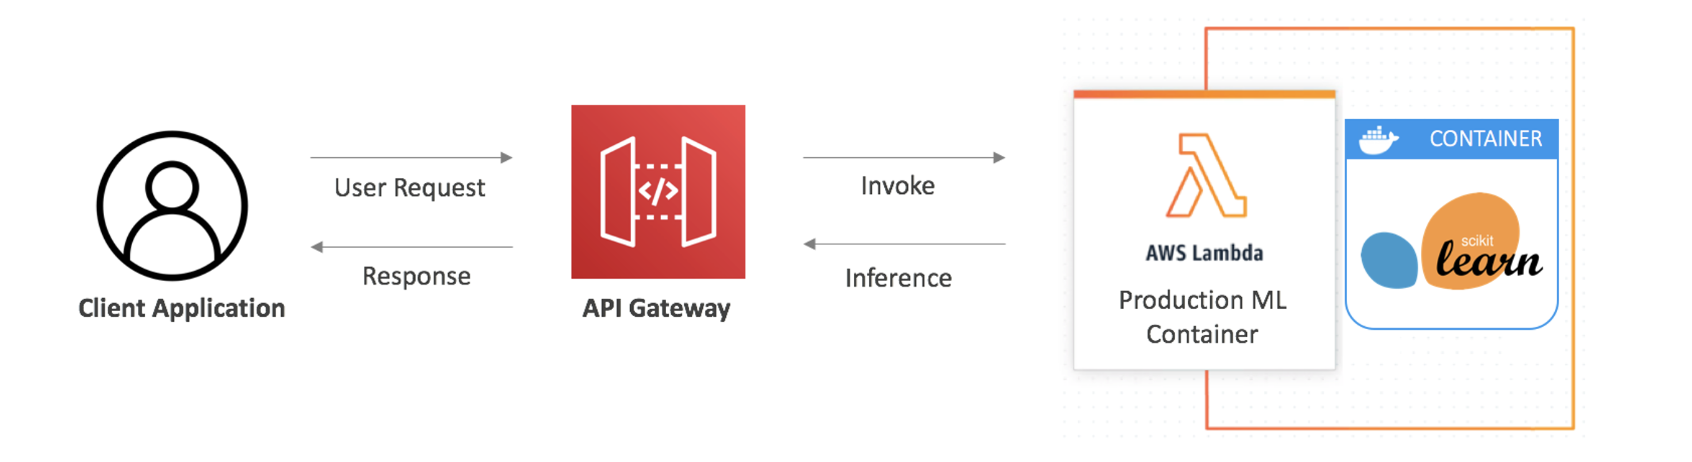 User Request
Response
Client Application
</>
API Gateway
Invoke
Inference
AWS Lambda
Production ML
Container
CONTAINER
scikit
learn